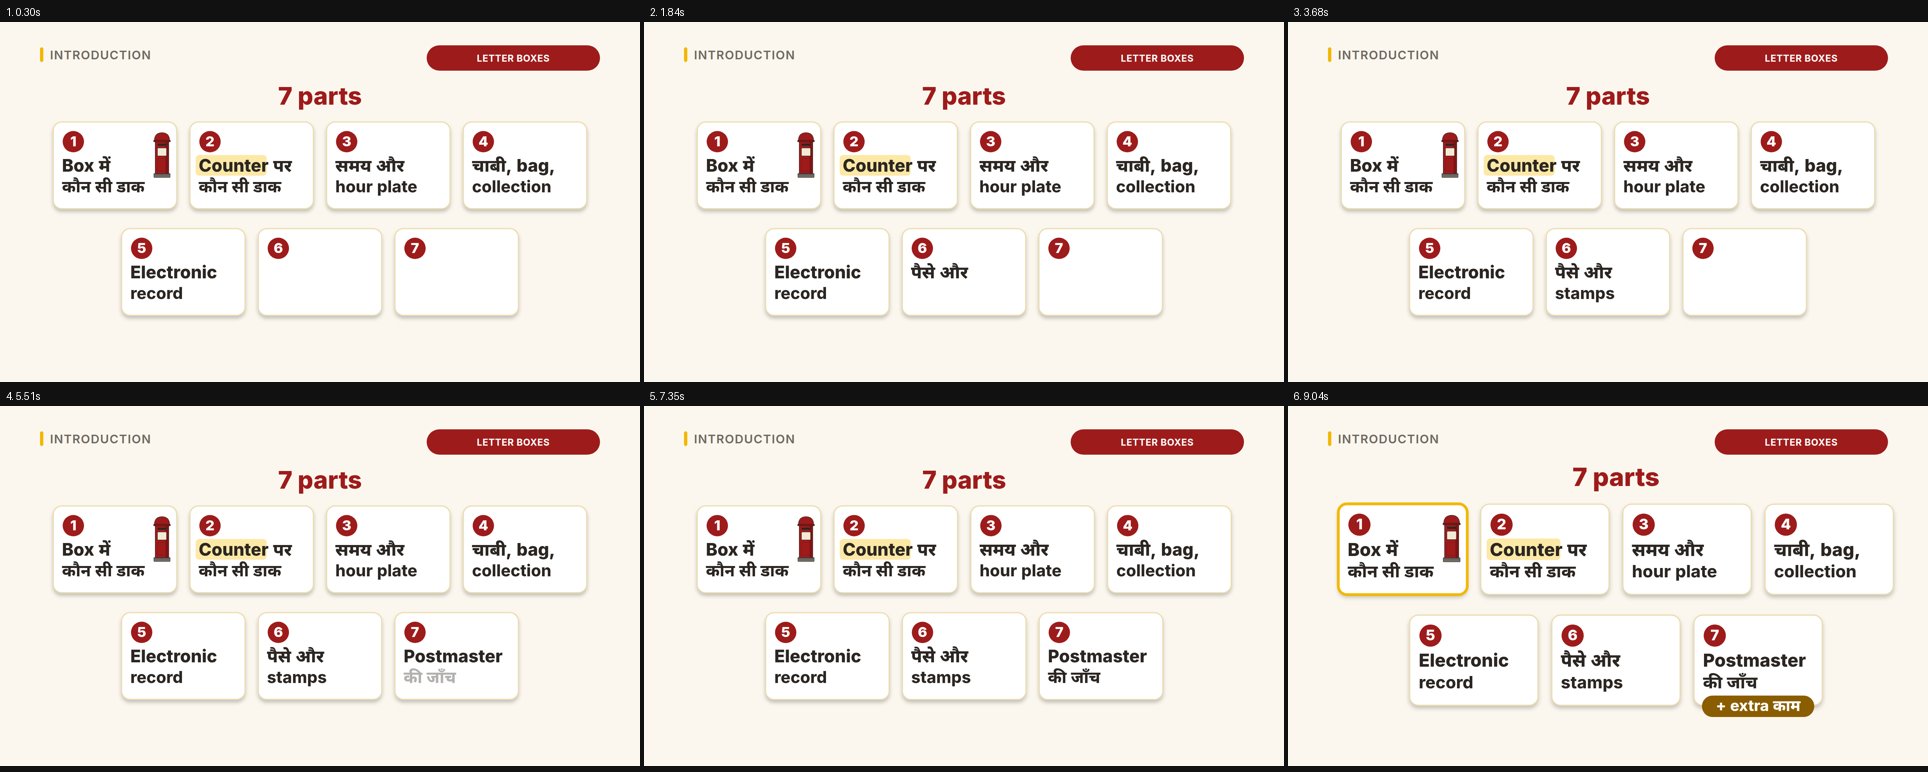 1. 0.30s
INTRODUCTION
LETTER BOXES
7 parts
1
Box में
कौन सी डाक
2
Counter पर
कौन सी डाक
3
समय और
hour plate
4
चाबी, bag,
collection
5
Electronic
record
6
7
2. 1.84s
INTRODUCTION
LETTER BOXES
7 parts
1
Box में
कौन सी डाक
2
Counter पर
कौन सी डाक
3
समय और
hour plate
4
चाबी, bag,
collection
5
Electronic
record
6
पैसे और
7
3. 3.68s
INTRODUCTION
LETTER BOXES
7 parts
1
Box में
कौन सी डाक
2
Counter पर
कौन सी डाक
3
समय और
hour plate
4
चाबी, bag,
collection
5
Electronic
record
6
पैसे और
stamps
7
4. 5.51s
INTRODUCTION
LETTER BOXES
7 parts
1
Box में
कौन सी डाक
2
Counter पर
कौन सी डाक
3
समय और
hour plate
4
चाबी, bag,
collection
5
Electronic
record
6
पैसे और
stamps
7
Postmaster
की जाँच
5. 7.35s
INTRODUCTION
LETTER BOXES
7 parts
1
Box में
कौन सी डाक
2
Counter पर
कौन सी डाक
3
समय और
hour plate
4
चाबी, bag,
collection
5
Electronic
record
6
पैसे और
stamps
7
Postmaster
की जाँच
6. 9.04s
INTRODUCTION
LETTER BOXES
7 parts
1
Box में
कौन सी डाक
2
Counter पर
कौन सी डाक
3
समय और
hour plate
4
चाबी, bag,
collection
5
Electronic
record
6
पैसे और
stamps
7
Postmaster
की जाँच
+ extra काम